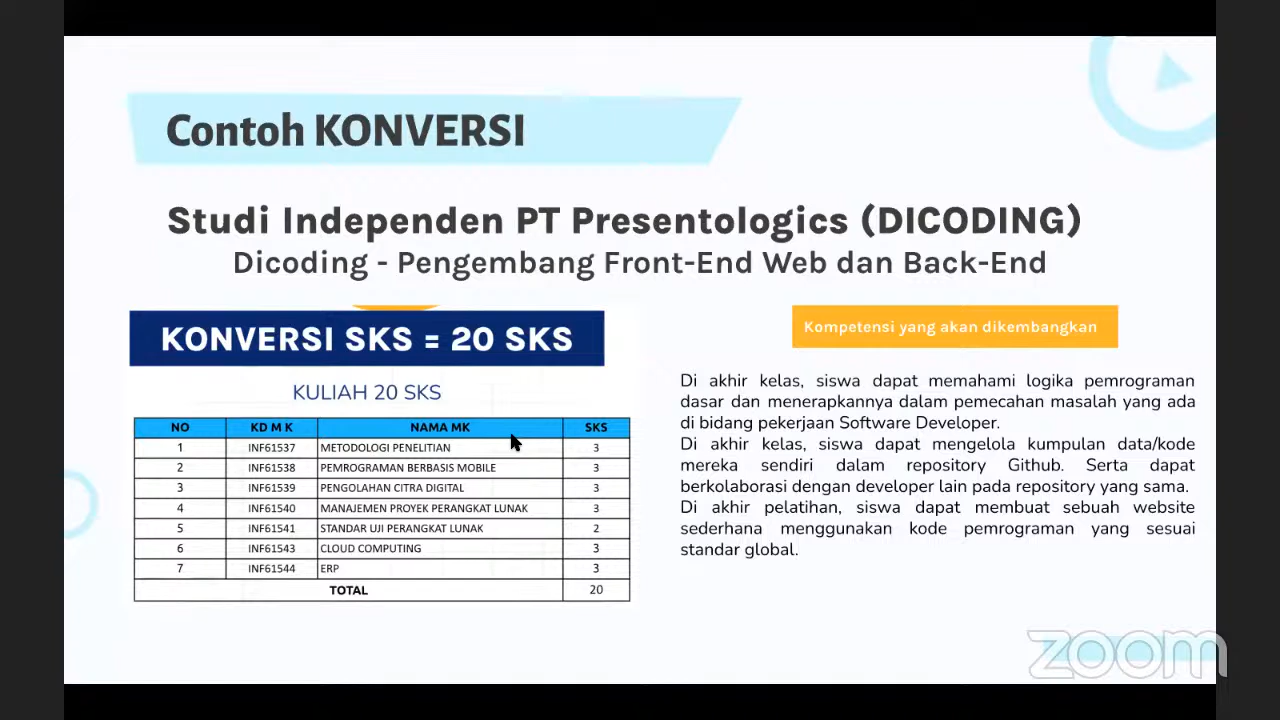 Contoh KONVERSI
Studi Independen PT Presentologics (DICODING)
Dicoding - Pengembang Front-End Web dan Back-End
KONVERSI SKS = 20 SKS
KULIAH 20 SKS
NO KD M K NAMA MK SKS
1 INF61537 METODOLOGI PENELITIAN 3
2 INF61538 PEMROGRAMAN BERBASIS MOBILE 3
3 INF61539 PENGOLAHAN CITRA DIGITAL 3
4 INF61540 MANAJEMEN PROYEK PERANGKAT LUNAK 3
5 INF61541 STANDAR UJI PERANGKAT LUNAK 2
6 INF61543 CLOUD COMPUTING 3
7 INF61544 ERP 3
TOTAL 20
Kompetensi yang akan dikembangkan
Di akhir kelas, siswa dapat memahami logika pemrograman
dasar dan menerapkannya dalam pemecahan masalah yang ada
di bidang pekerjaan Software Developer.
Di akhir kelas, siswa dapat mengelola kumpulan data/kode
mereka sendiri dalam repository Github. Serta dapat
berkolaborasi dengan developer lain pada repository yang sama.
Di akhir pelatihan, siswa dapat membuat sebuah website
sederhana menggunakan kode pemrograman yang sesuai
standar global.
zoom